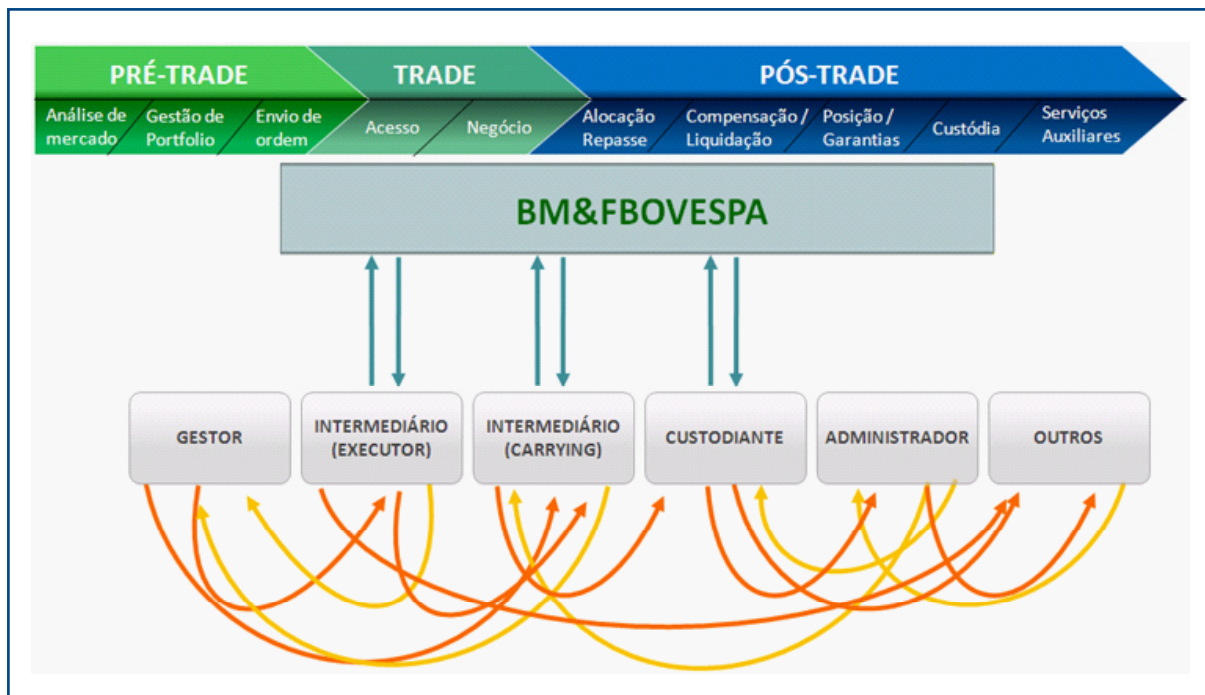 PRÉ-TRADE
TRADE
PÓS-TRADE
Análise de
mercado
Gestão de
Portfolio
Envio de
ordem
Acesso
Negócio
Alocação
Repasse
Compensação /
Liquidação
Posição /
Garantias
Custódia
Serviços
Auxiliares
BM&FBOVESPA
GESTOR
INTERMEDIÁRIO
(EXECUTOR)
INTERMEDIÁRIO
(CARRYING)
CUSTODIANTE
ADMINISTRADOR
OUTROS